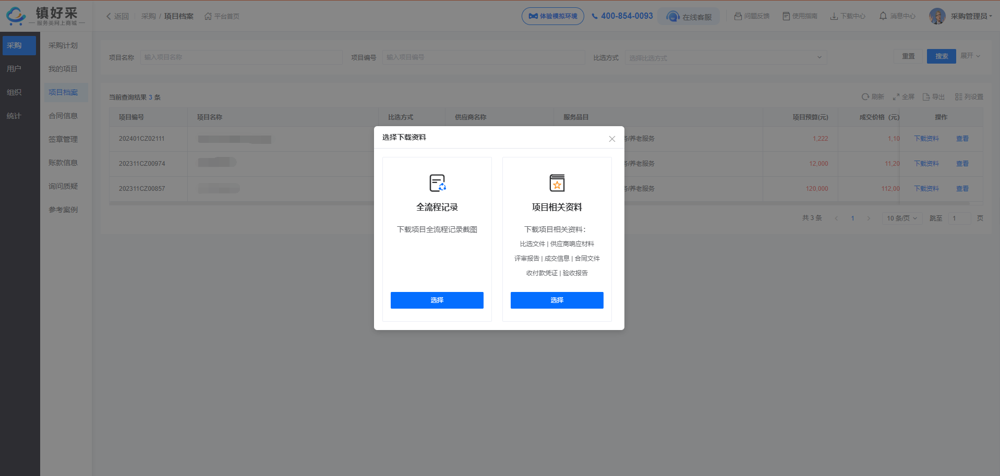 镇好采
服务类网上商城
返回 采购 / 项目档案 平台首页
体验模拟环境 400-854-0093 在线客服 问题反馈 使用指南 下载中心 消息中心 采购管理员
采购
用户
组织
统计
采购计划
我的项目
项目档案
合同信息
签章管理
账款信息
询问质疑
参考案例
项目名称 输入项目名称 项目编号 输入项目编号 比选方式 选择比选方式 重置 搜索 展开
当前查询结果 3 条 刷新 全屏 导出 列设置
项目编号 项目名称 比选方式 供应商名称 服务品目 项目预算(元) 成交价格（元) 操作
202401CZ02111 务/养老服务 1,222 1,10 下载资料 查看
202311CZ00974 务/养老服务 12,000 11,20 下载资料 查看
202311CZ00857 务/养老服务 120,000 112,00 下载资料 查看
共 3 条 1 10 条/页 跳至 1 页
选择下载资料
全流程记录
下载项目全流程记录截图
选择
项目相关资料
下载项目相关资料：
比选文件 | 供应商响应材料
评审报告 | 成交信息 | 合同文件
收付款凭证 | 验收报告
选择